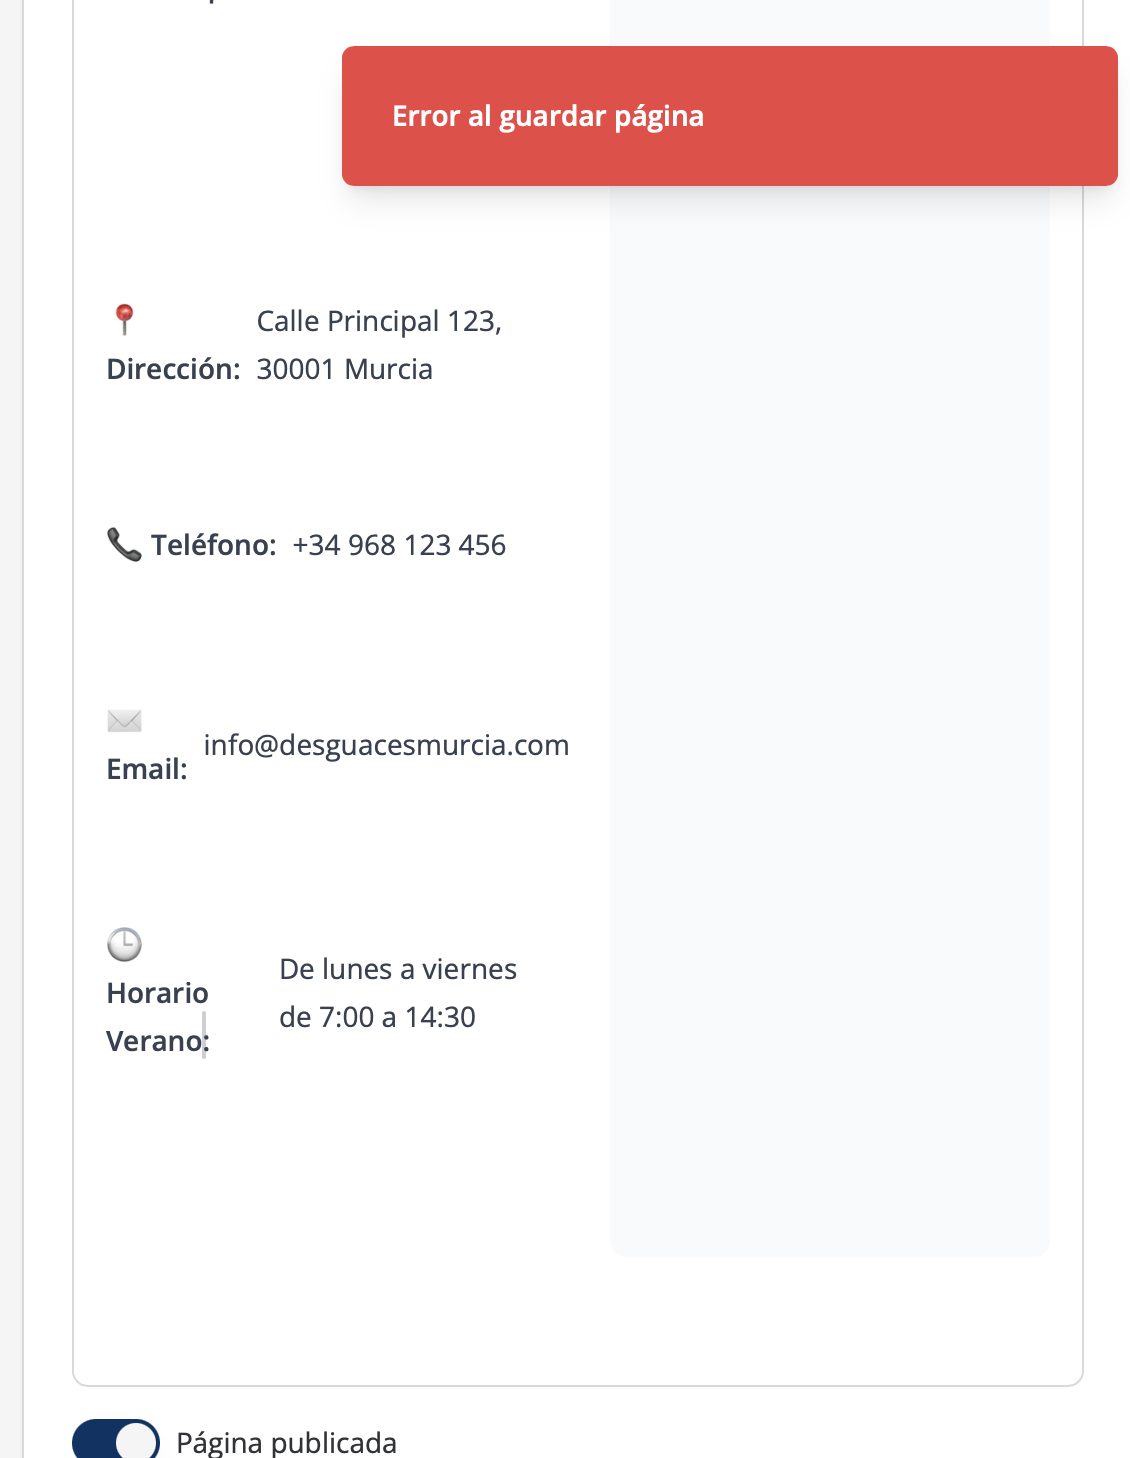 Error al guardar página
Calle Principal 123,
Dirección: 30001 Murcia
Teléfono: +34 968 123 456
info@desguacesmurcia.com
Email:
De lunes a viernes
Horario
de 7:00 a 14:30
Verano:
Página publicada